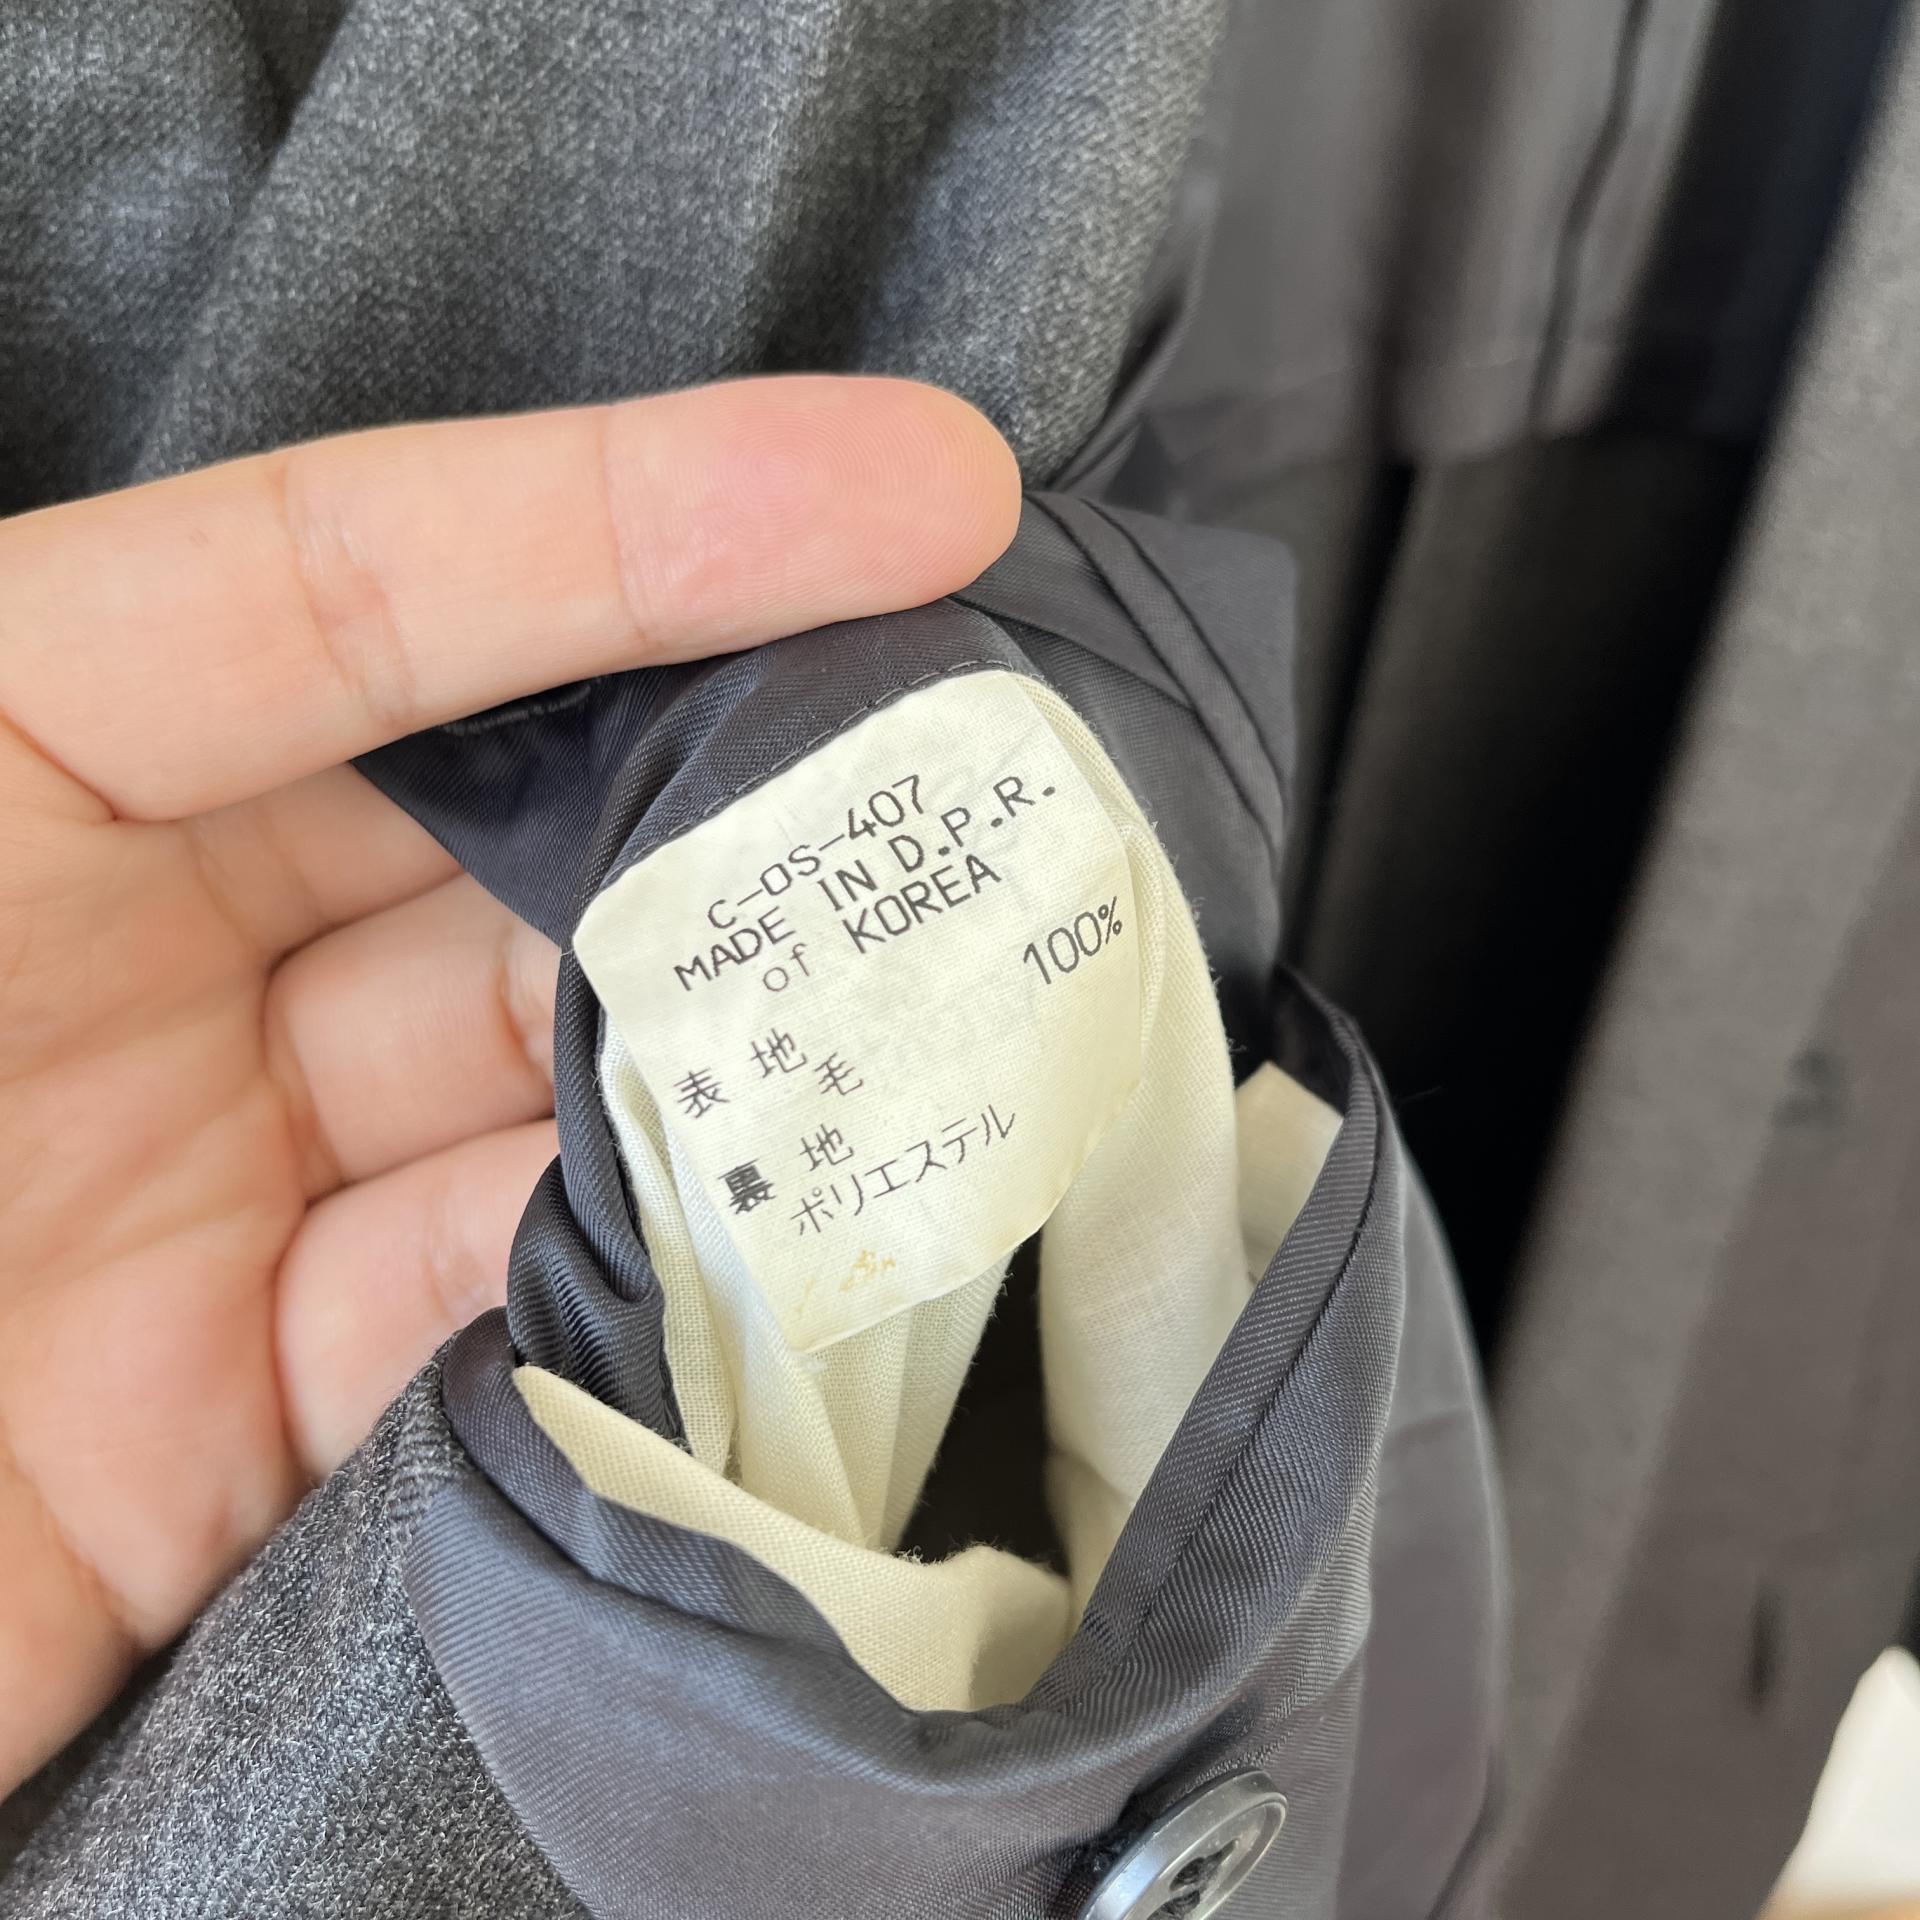 C-OS-407
MADE IN D.P.R.
of KOREA
表 地
毛 100%
裏 地
ポリエステル